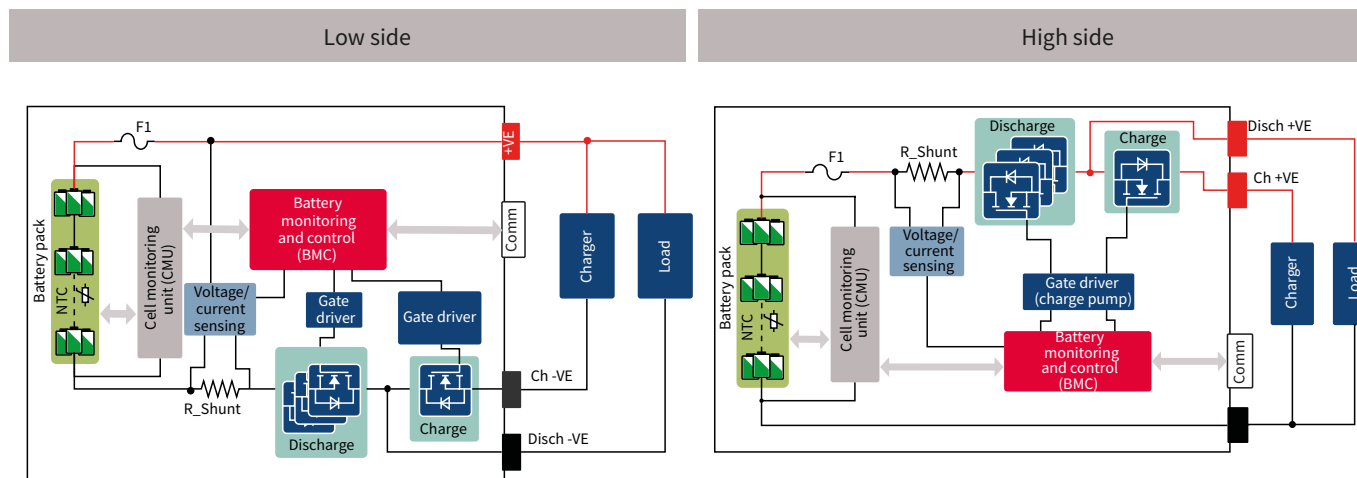 Low side
High side
F1
+VE
Battery pack
NTC
Cell monitoring
unit (CMU)
Battery
monitoring
and control
(BMC)
Comm
Charger
Load
Voltage/
current
sensing
Gate
driver
Gate driver
R_Shunt
Discharge
Charge
Ch -VE
Disch -VE
F1
R_Shunt
Discharge
Charge
Disch +VE
Ch +VE
Battery pack
NTC
Cell monitoring
unit (CMU)
Voltage/
current sensing
Gate driver
(charge pump)
Battery
monitoring
and control
(BMC)
Comm
Charger
Load